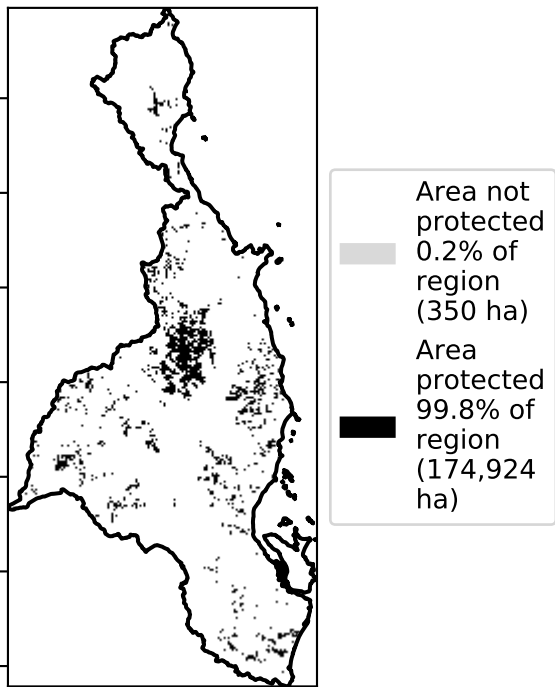 Area not
protected
0.2% of
region
(350 ha)
Area
protected
99.8% of
region
(174,924
ha)